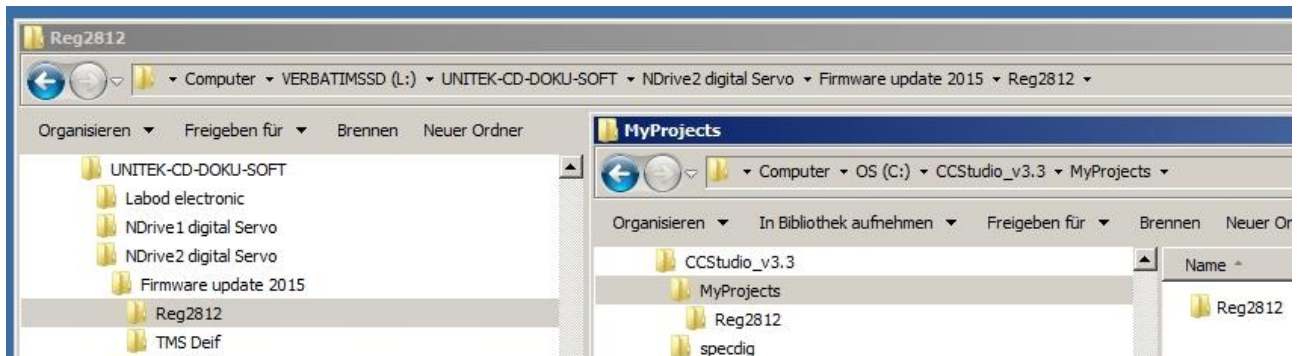 Reg2812
Computer VERBATIMSSD (L:) UNITEK-CD-DOKU-SOFT NDrive2 digital Servo Firmware update 2015 Reg2812
Organisieren Freigeben für Brennen Neuer Ordner
UNITEK-CD-DOKU-SOFT
Labod electronic
NDrive1 digital Servo
NDrive2 digital Servo
Firmware update 2015
Reg2812
TMS Deif
MyProjects
Computer OS (C:) CCStudio_v3.3 MyProjects
Organisieren In Bibliothek aufnehmen Freigeben für Brennen Neuer Or
CCStudio_v3.3
MyProjects
Reg2812
specdig
Name
Reg2812